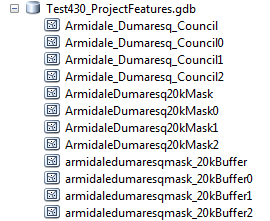 Test430_ProjectFeatures.gdb
Armidale_Dumaresq_Council
Armidale_Dumaresq_Council0
Armidale_Dumaresq_Council1
Armidale_Dumaresq_Council2
ArmidaleDumaresq20kMask
ArmidaleDumaresq20kMask0
ArmidaleDumaresq20kMask1
ArmidaleDumaresq20kMask2
armidaledumaresqmask_20kBuffer
armidaledumaresqmask_20kBuffer0
armidaledumaresqmask_20kBuffer1
armidaledumaresqmask_20kBuffer2